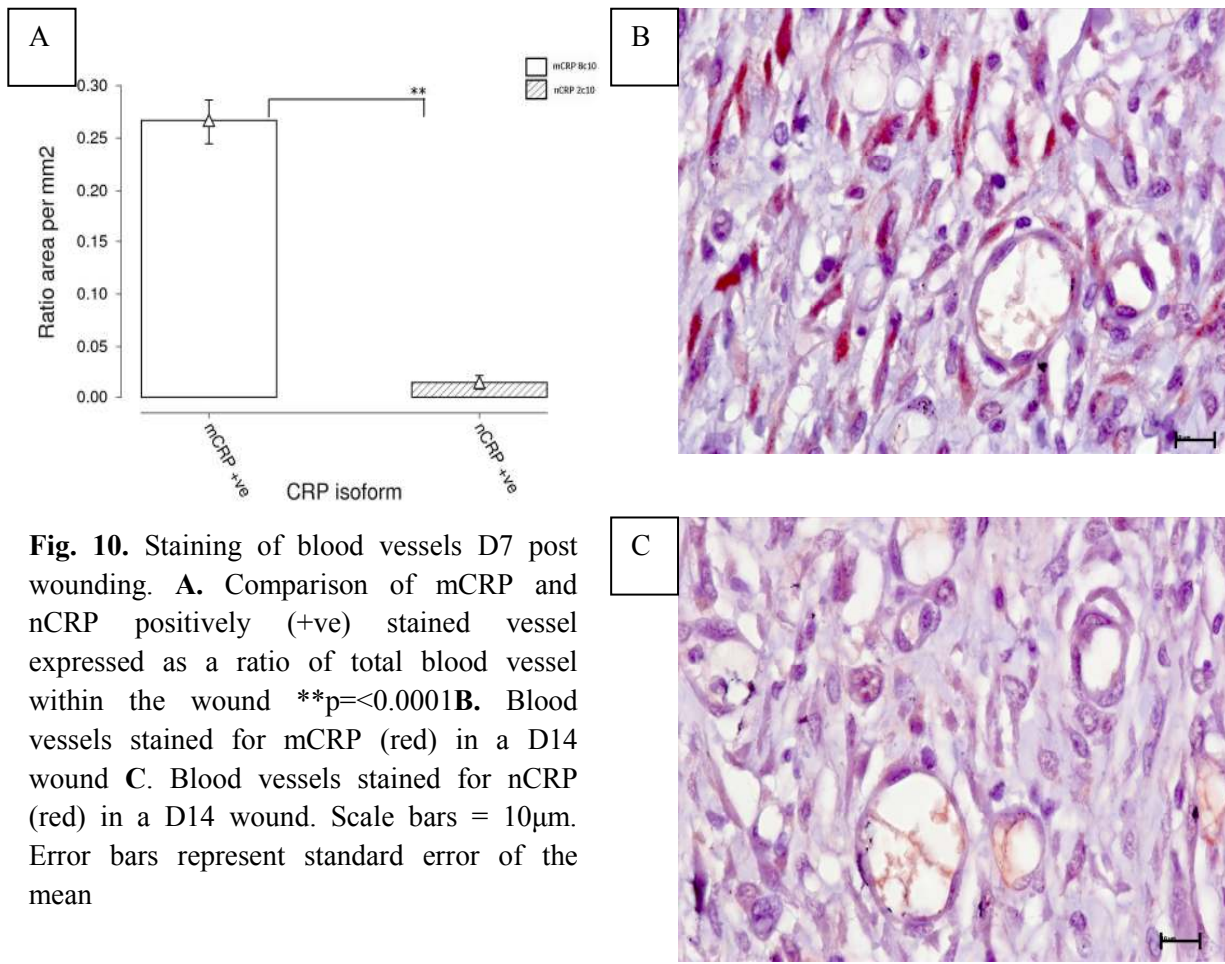 A
0.30
0.25
0.20
0.15
0.10
0.05
0.00
Ratio area per mm2
**
mCRP 8c10
nCRP 2c10
mCRP +ve
nCRP +ve
CRP isoform
B
Fig. 10. Staining of blood vessels D7 post
wounding. A. Comparison of mCRP and
nCRP positively (+ve) stained vessel
expressed as a ratio of total blood vessel
within the wound **p=<0.0001B. Blood
vessels stained for mCRP (red) in a D14
wound C. Blood vessels stained for nCRP
(red) in a D14 wound. Scale bars = 10μm.
Error bars represent standard error of the
mean
C